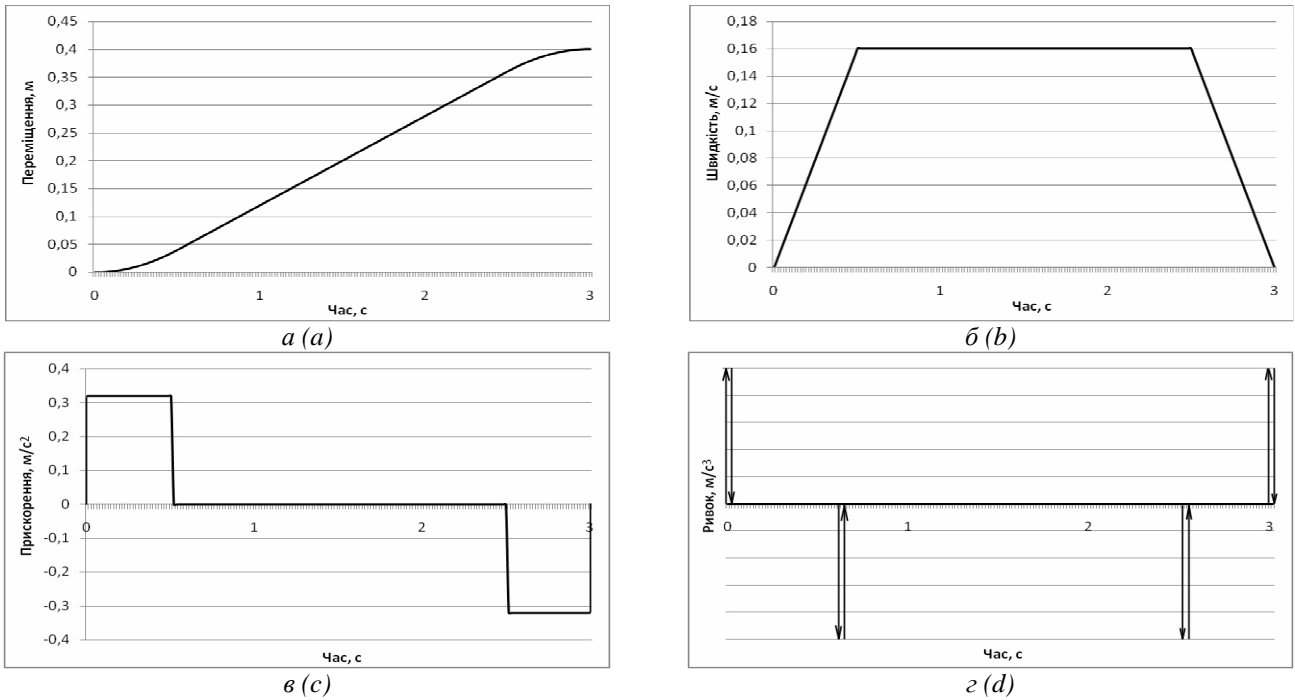 0,45
0,4
0,35
0,3
0,25
0,2
0,15
0,1
0,05
0
Переміщення, м
0 1 2 3
Час, с
а (a)
0,18
0,16
0,14
0,12
0,1
0,08
0,06
0,04
0,02
0
Швидкість, м/с
0 1 2 3
Час, с
б (b)
0,4
0,3
0,2
0,1
0
-0,1
-0,2
-0,3
-0,4
Прискорення, м/с²
0 1 2 3
Час, с
в (c)
Ривок, м/с³
0 1 2 3
Час, с
г (d)